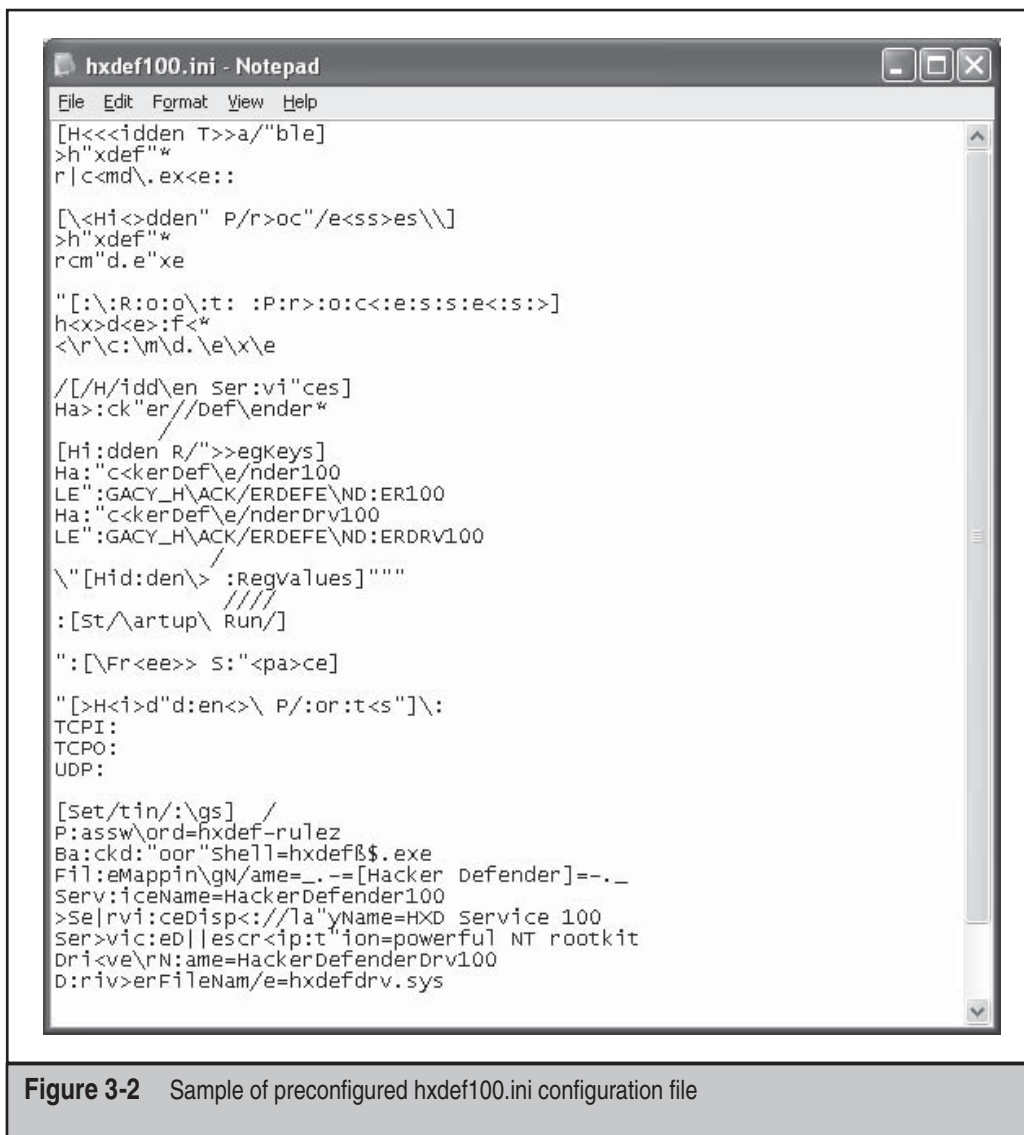 hxdef100.ini - Notepad
File Edit Format View Help
[H<<<idden T>>a/"ble]
>h"xdef"*
r|c<md\.ex<e::
[\<Hi<>dden" P/r>oc"/e<ss>es\\]
>h"xdef"*
rcm"d.e"xe
"[:\:R:o:o\:t: :P:r>:o:c<:e:s:s:e<:s:>]
h<x>d<e>:f<*
<\r\c:\m\d.\e\x\e
/[/H/idd\en Ser:vi"ces]
Ha>:ck"er//Def\ender*
/
[Hi:dden R/">>egKeys]
Ha:"c<kerDef\e/nder100
LE":GACY_H\ACK/ERDEFE\ND:ER100
Ha:"c<kerDef\e/nderDrv100
LE":GACY_H\ACK/ERDEFE\ND:ERDRV100
/
\"[Hid:den\> :RegValues]"""
////
:[St/\artup\ Run/]
":[\Fr<ee>> S:"<pa>ce]
"[>H<i>d"d:en<>\ P/:or:t<s"]\:
TCPI:
TCPO:
UDP:
[Set/tin/:\gs] /
P:assw\ord=hxdef-rulez
Ba:ckd:"oor"Shell=hxdefß$.exe
Fil:eMappin\gN/ame=_.-=[Hacker Defender]=-._
Serv:iceName=HackerDefender100
>Se|rvi:ceDisp<://la"yName=HXD Service 100
Ser>vic:eD||escr<ip:t"ion=powerful NT rootkit
Dri<ve\rN:ame=HackerDefenderDrv100
D:riv>erFileNam/e=hxdefdrv.sys
Figure 3-2 Sample of preconfigured hxdef100.ini configuration file